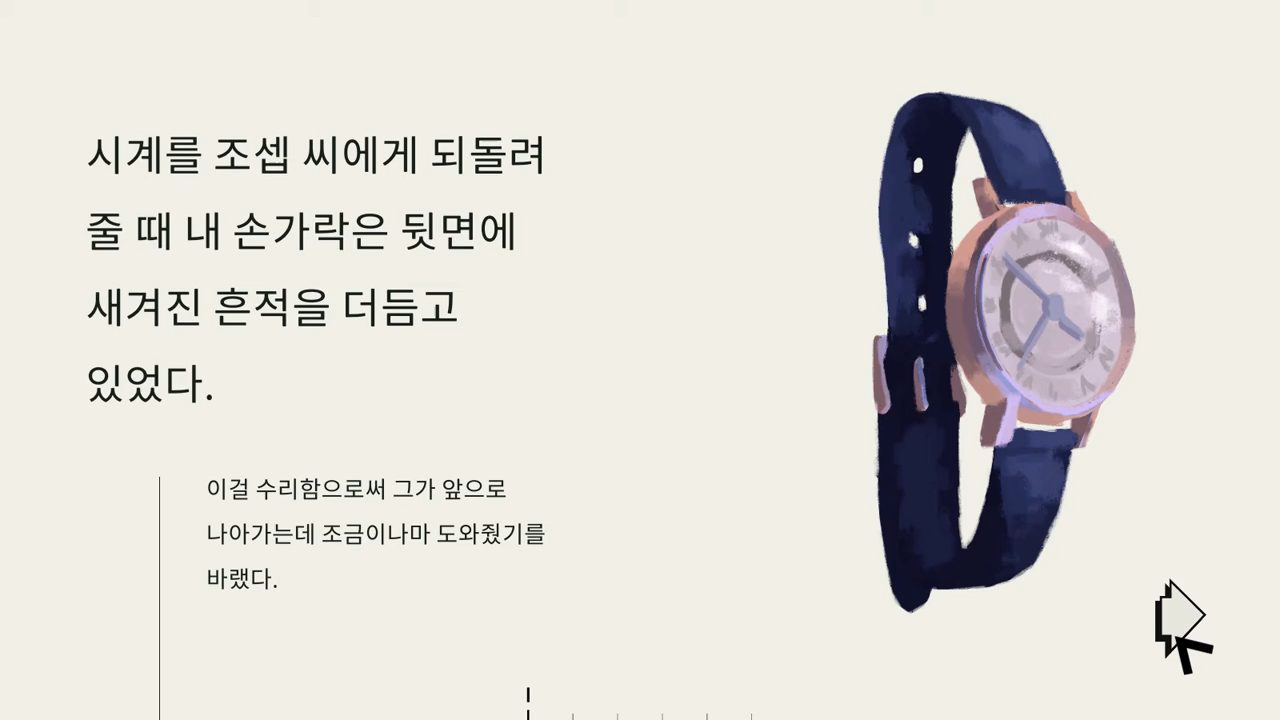 시계를 조셉 씨에게 되돌려
줄 때 내 손가락은 뒷면에
새겨진 흔적을 더듬고
있었다.
이걸 수리함으로써 그가 앞으로
나아가는데 조금이나마 도와줬기를
바랬다.